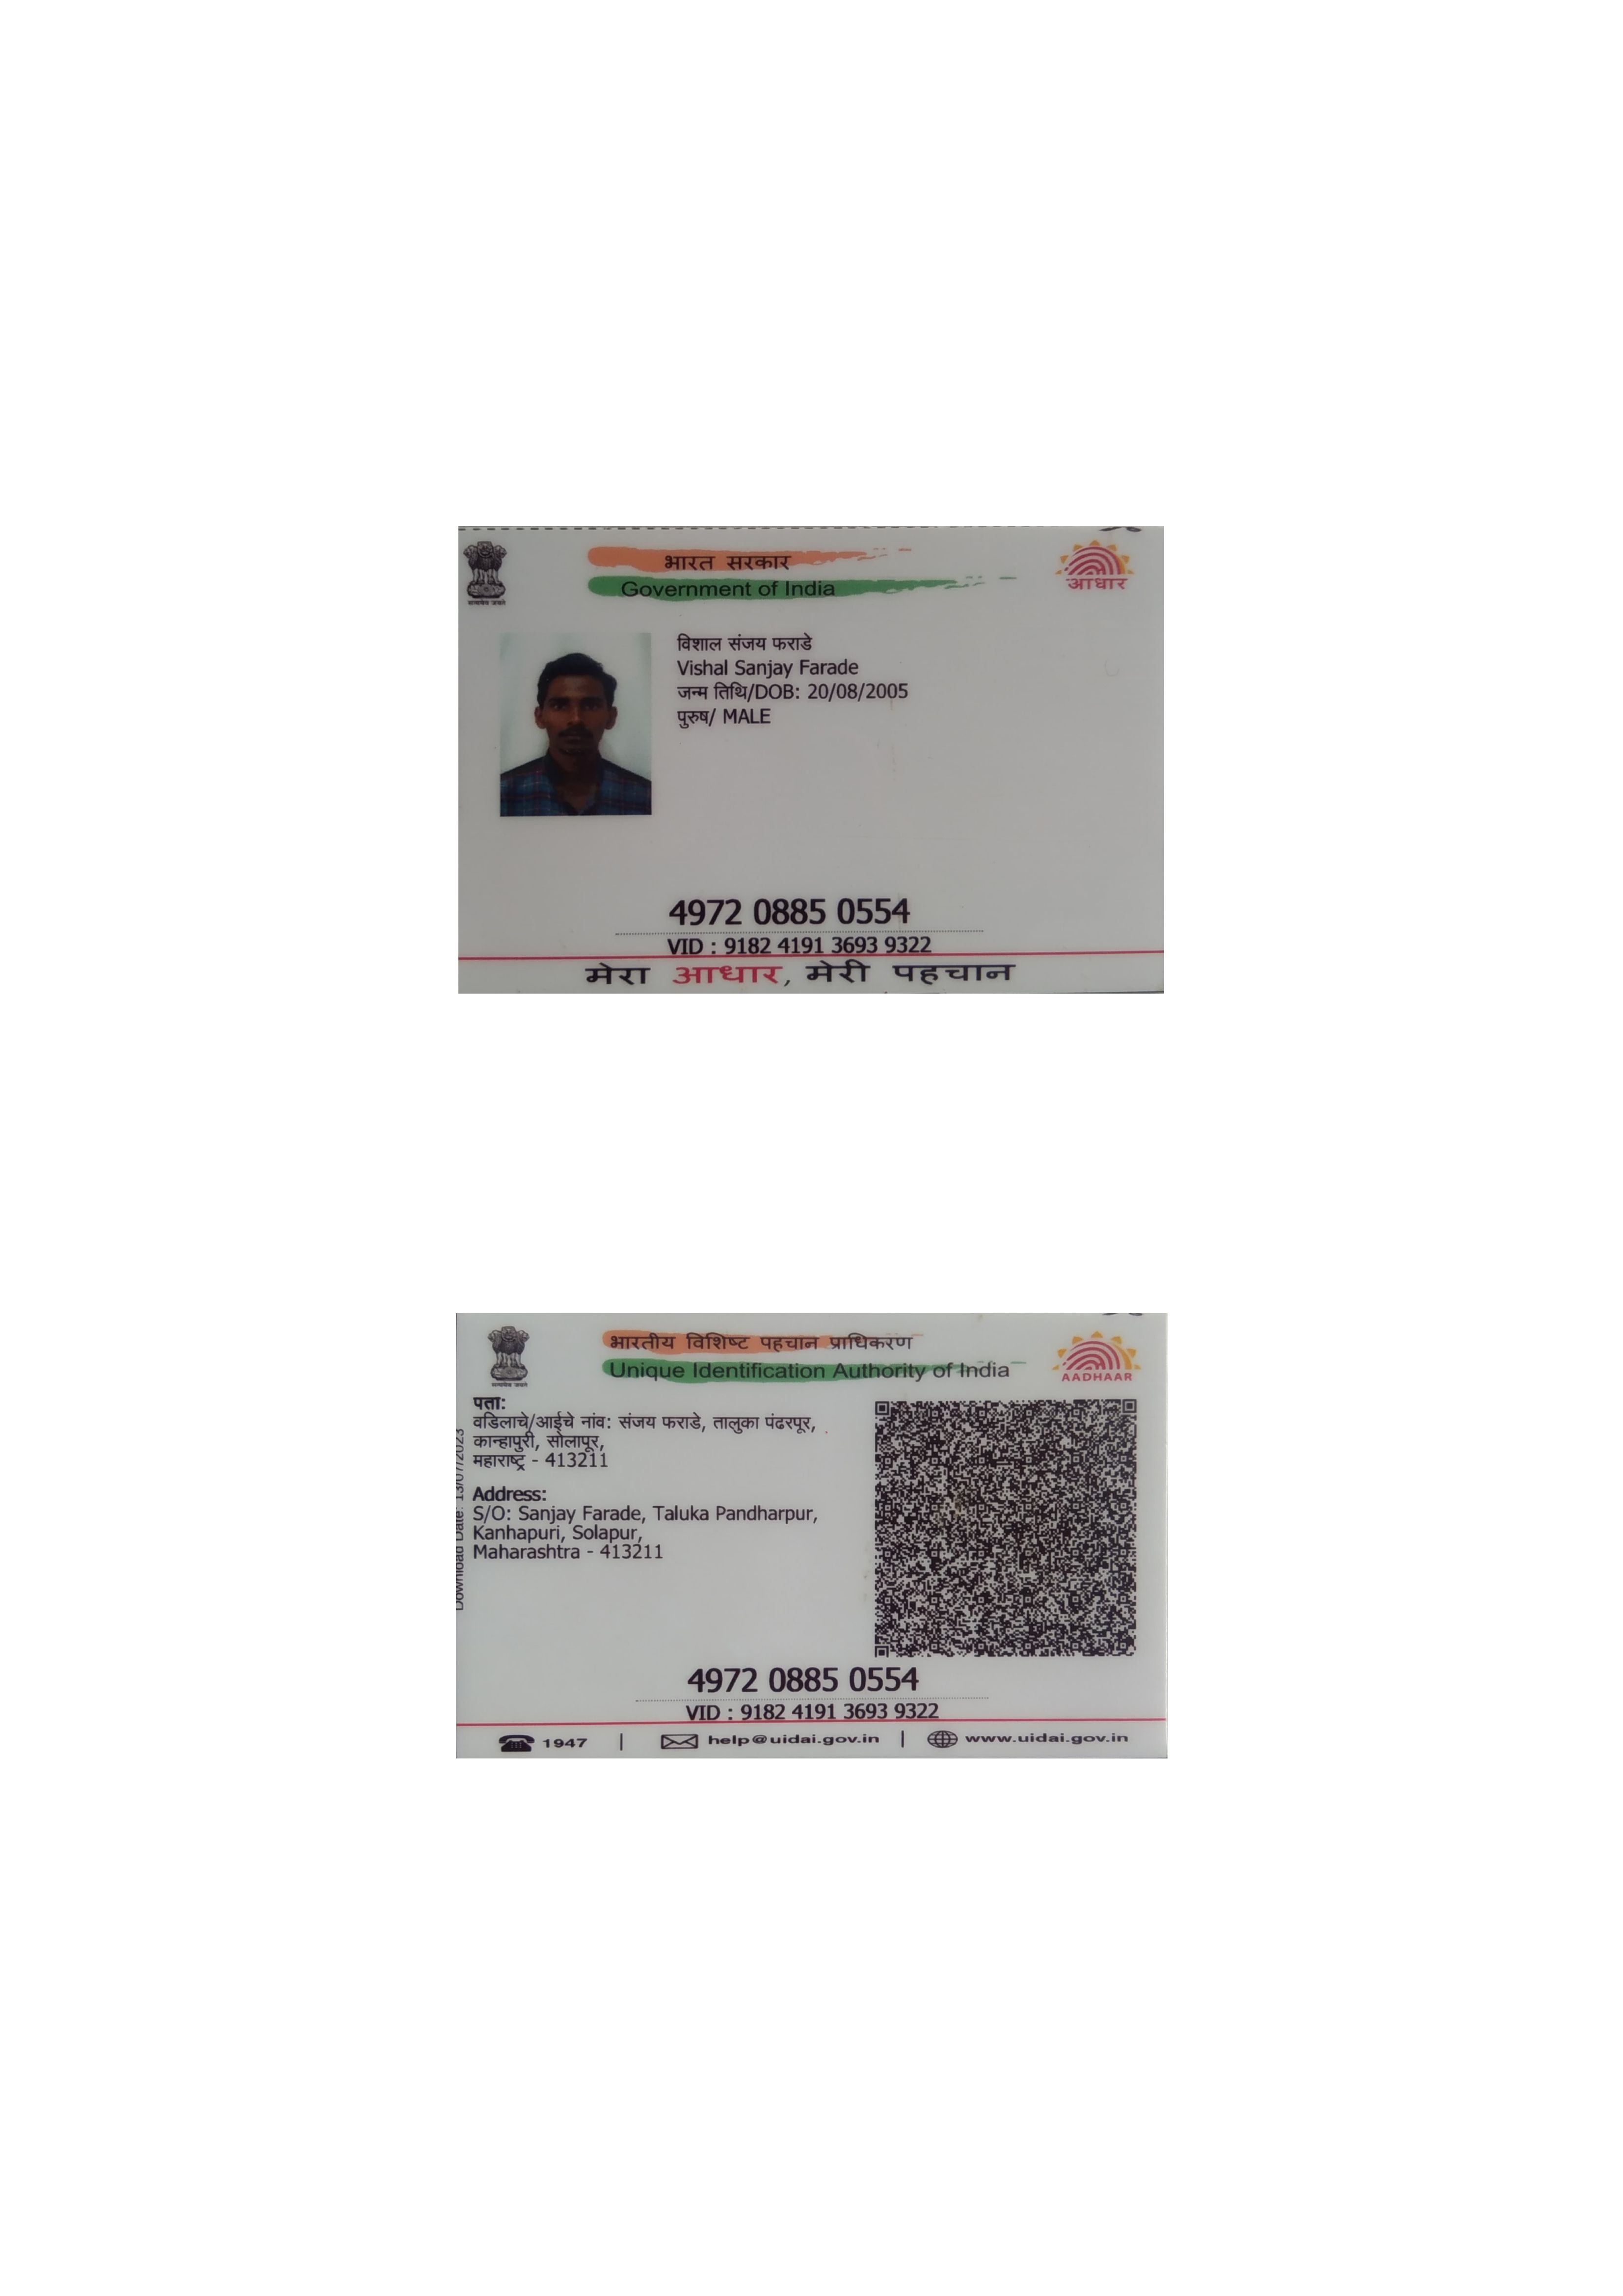 भारत सरकार
Government of India
आधार
विशाल संजय फराडे
Vishal Sanjay Farade
जन्म तिथि/DOB: 20/08/2005
पुरुष/ MALE
4972 0885 0554
VID : 9182 4191 3693 9322
मेरा आधार, मेरी पहचान
भारतीय विशिष्ट पहचान प्राधिकरण
Unique Identification Authority of India
AADHAAR
पता:
वडिलाचे/आईचे नांव: संजय फराडे, तालुका पंढरपूर,
कान्हापुरी, सोलापूर,
महाराष्ट्र - 413211
Address:
S/O: Sanjay Farade, Taluka Pandharpur,
Kanhapuri, Solapur,
Maharashtra - 413211
Download Date: 13/07/2023
4972 0885 0554
VID : 9182 4191 3693 9322
1947 | help@uidai.gov.in | www.uidai.gov.in